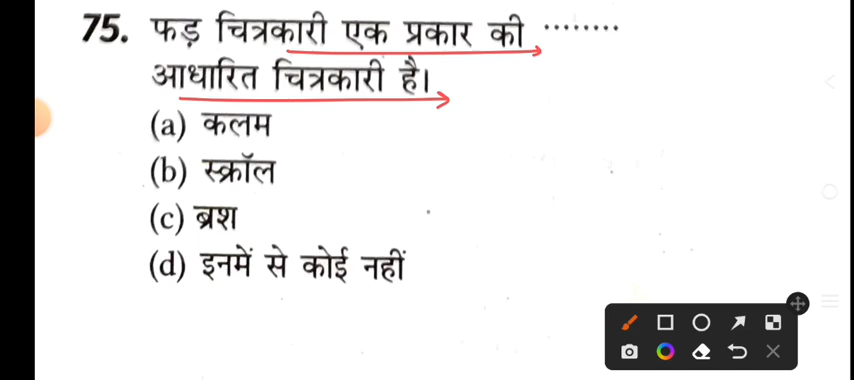 75. फड़ चित्रकारी एक प्रकार की ········
आधारित चित्रकारी है।
(a) कलम
(b) स्क्रॉल
(c) ब्रश
(d) इनमें से कोई नहीं